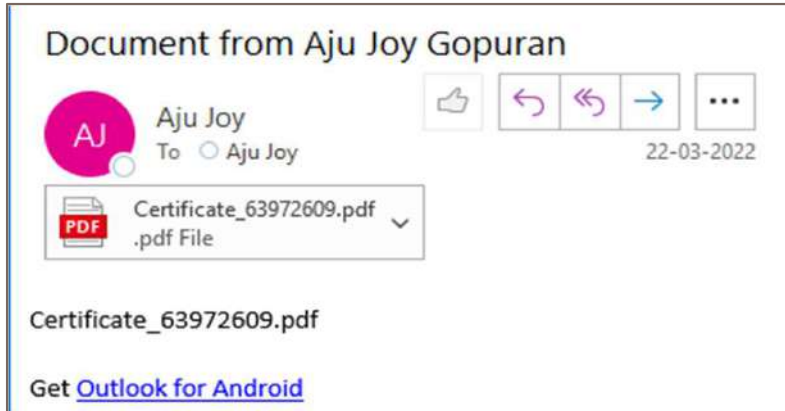 Document from Aju Joy Gopuran
AJ
Aju Joy
To Aju Joy
22-03-2022
PDF
Certificate_63972609.pdf
.pdf File
Certificate_63972609.pdf
Get Outlook for Android